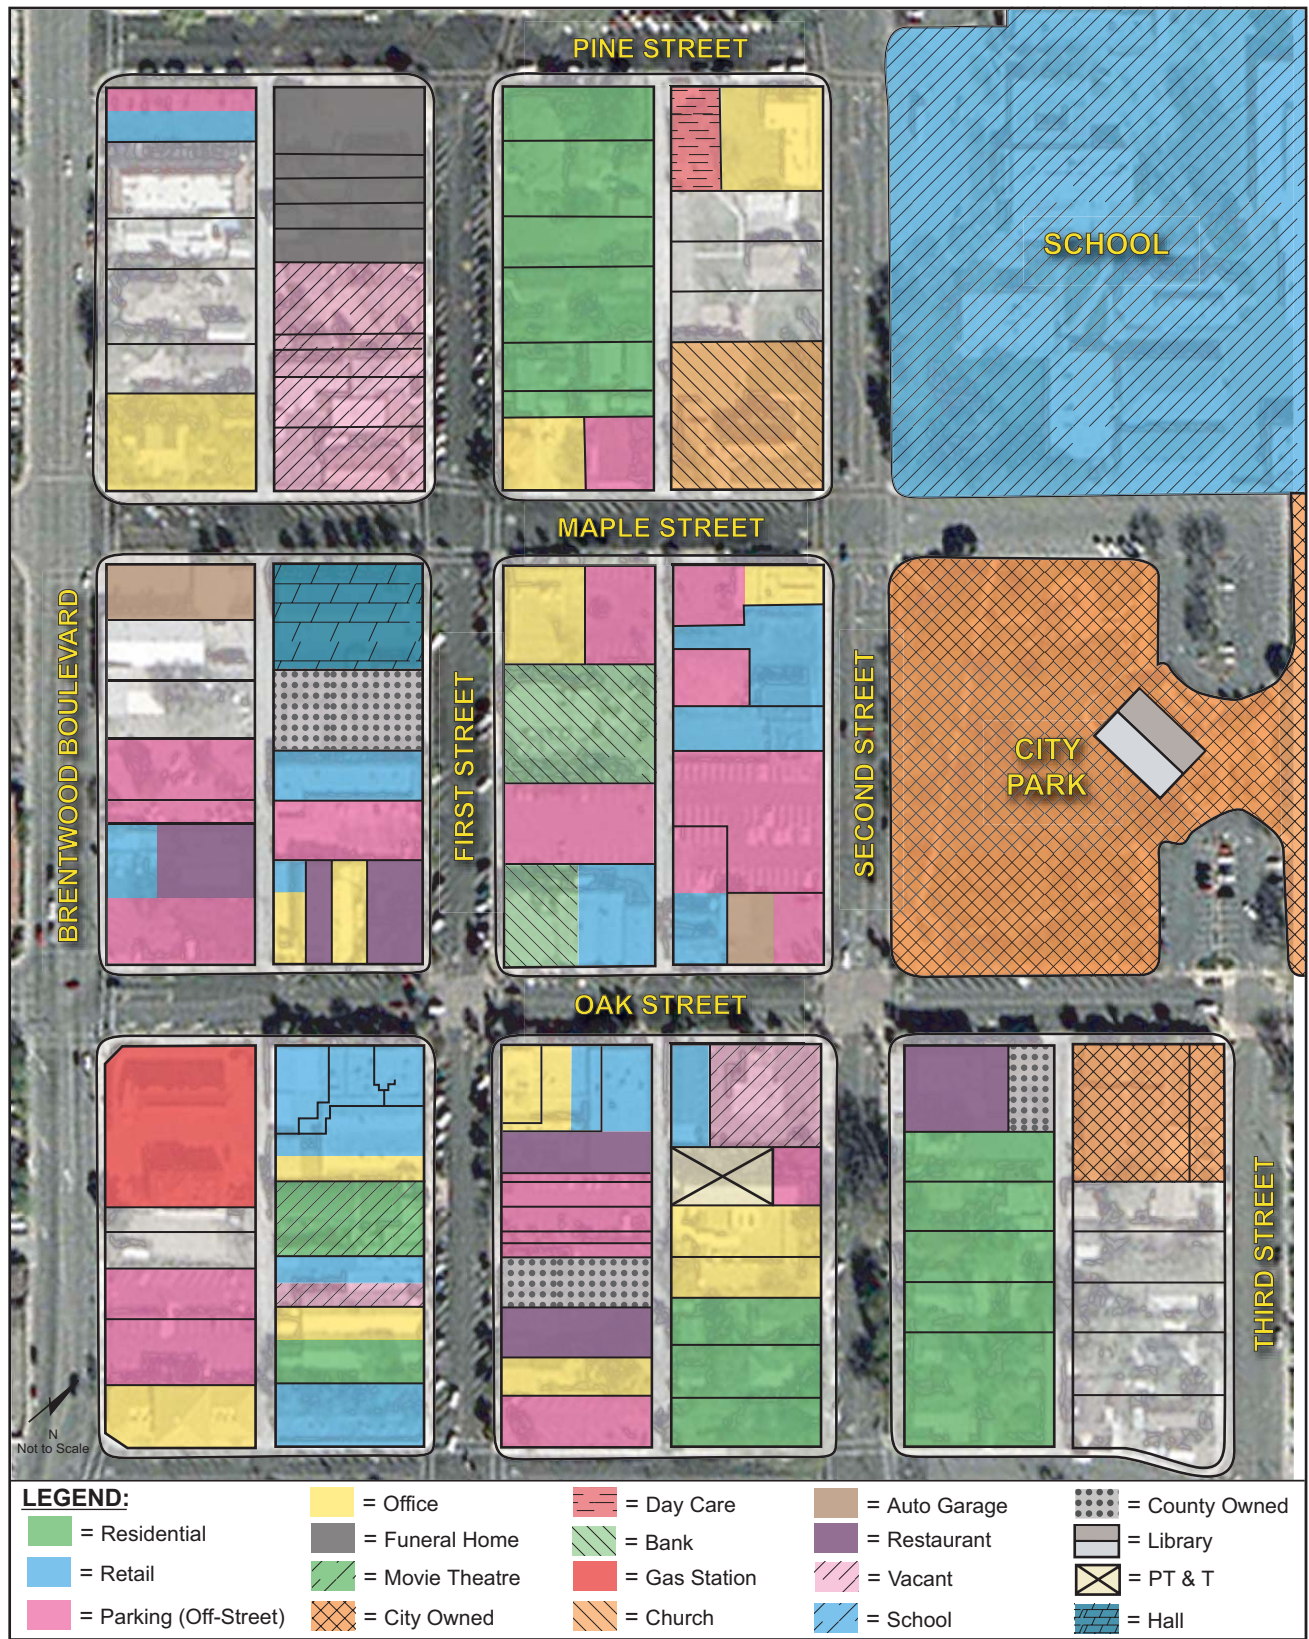 PINE STREET
SCHOOL
MAPLE STREET
BRENTWOOD BOULEVARD
FIRST STREET
SECOND STREET
CITY
PARK
OAK STREET
THIRD STREET
N
Not to Scale
LEGEND:
= Residential
= Retail
= Parking (Off-Street)
= Office
= Funeral Home
= Movie Theatre
= City Owned
= Day Care
= Bank
= Gas Station
= Church
= Auto Garage
= Restaurant
= Vacant
= School
= County Owned
= Library
= PT & T
= Hall